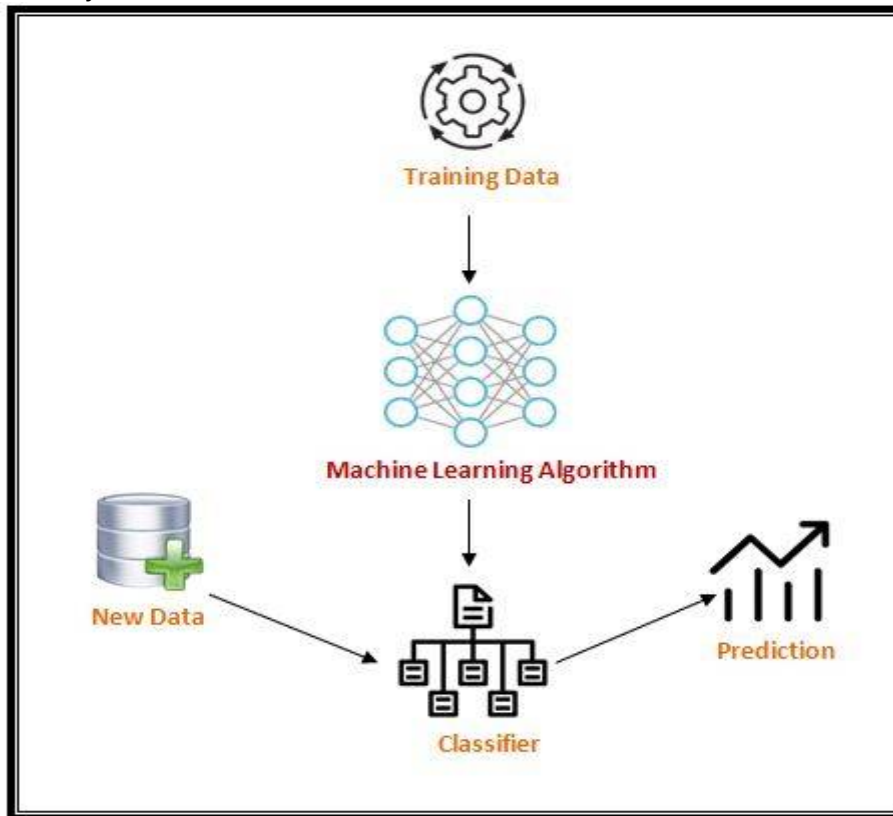 Training Data
Machine Learning Algorithm
New Data
Prediction
Classifier